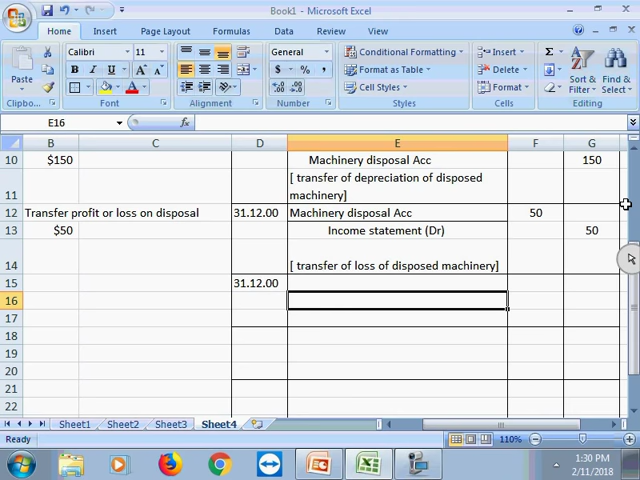 Book1 - Microsoft Excel
Home Insert Page Layout Formulas Data Review View
Paste
Calibri 11
B I U
A A
General
$ % ,
Conditional Formatting
Format as Table
Cell Styles
Insert
Delete
Format
Σ
Sort & Filter
Find & Select
Clipbo... Font Alignment Number Styles Cells Editing
E16 fx
B C D E F G
10 $150 Machinery disposal Acc 150
11 [ transfer of depreciation of disposed
machinery]
12 Transfer profit or loss on disposal 31.12.00 Machinery disposal Acc 50
13 $50 Income statement (Dr) 50
14 [ transfer of loss of disposed machinery]
15 31.12.00
16
17
18
19
20
21
22
Sheet1 Sheet2 Sheet3 Sheet4
Ready 110%
1:30 PM
2/11/2018